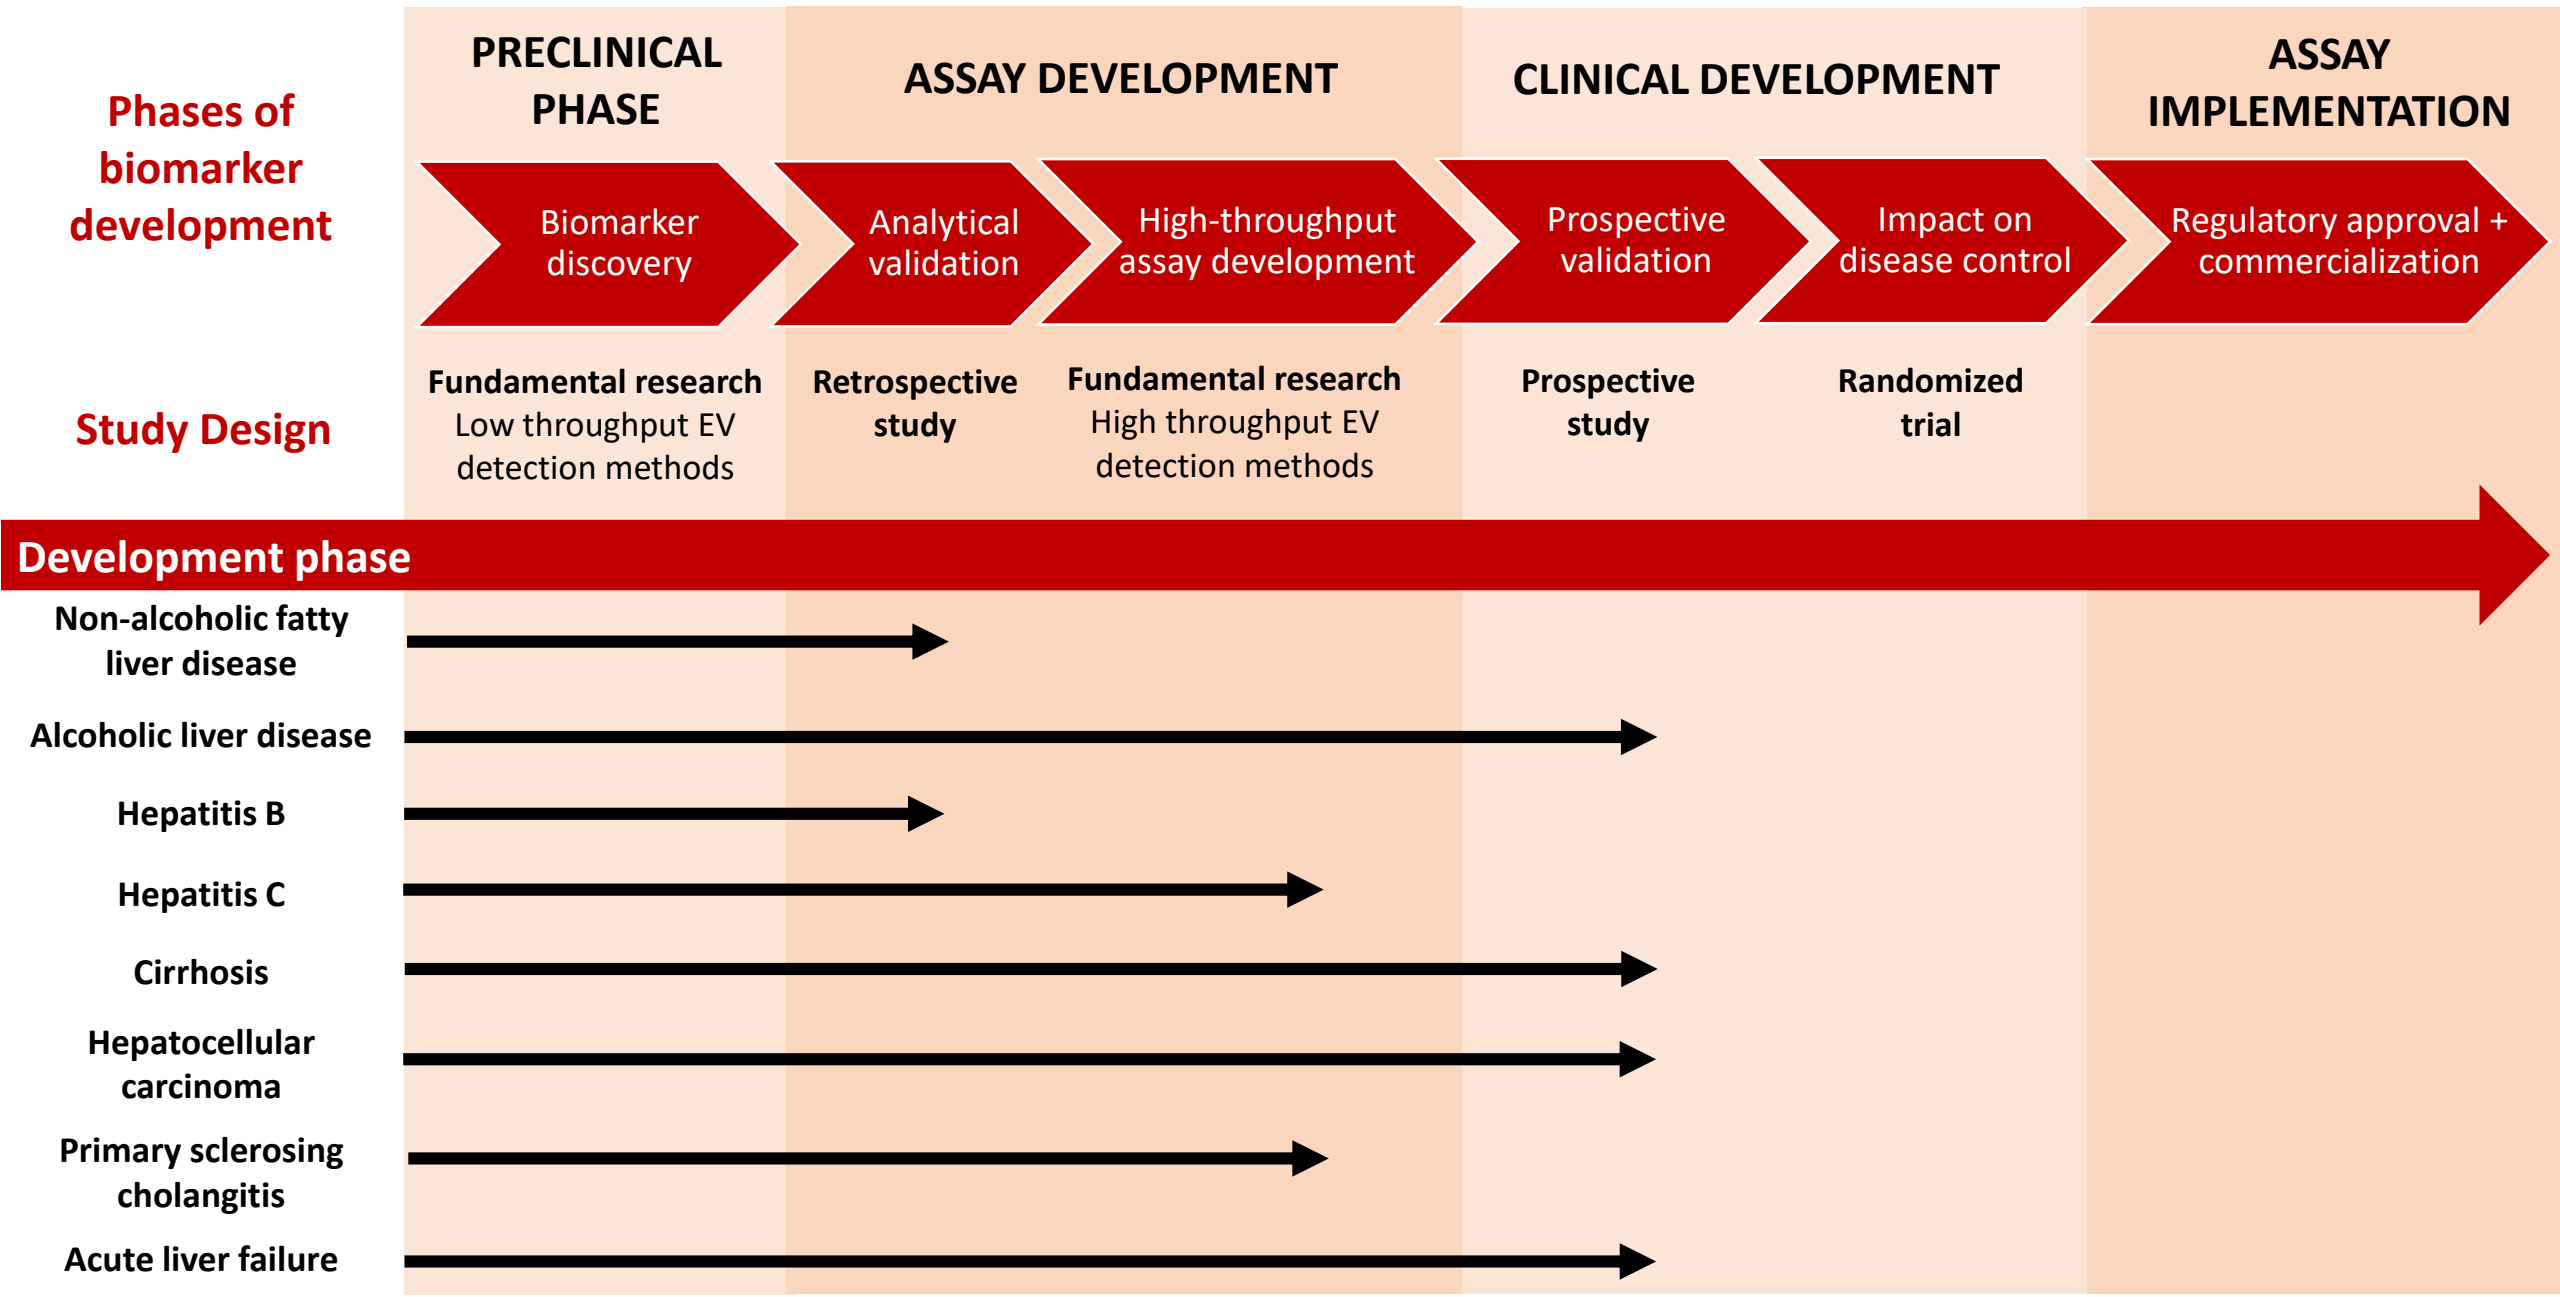 Phases of
biomarker
development
PRECLINICAL
PHASE
ASSAY DEVELOPMENT
CLINICAL DEVELOPMENT
ASSAY
IMPLEMENTATION
Biomarker
discovery
Analytical
validation
High-throughput
assay development
Prospective
validation
Impact on
disease control
Regulatory approval +
commercialization
Study Design
Fundamental research
Low throughput EV
detection methods
Retrospective
study
Fundamental research
High throughput EV
detection methods
Prospective
study
Randomized
trial
Development phase
Non-alcoholic fatty
liver disease
Alcoholic liver disease
Hepatitis B
Hepatitis C
Cirrhosis
Hepatocellular
carcinoma
Primary sclerosing
cholangitis
Acute liver failure